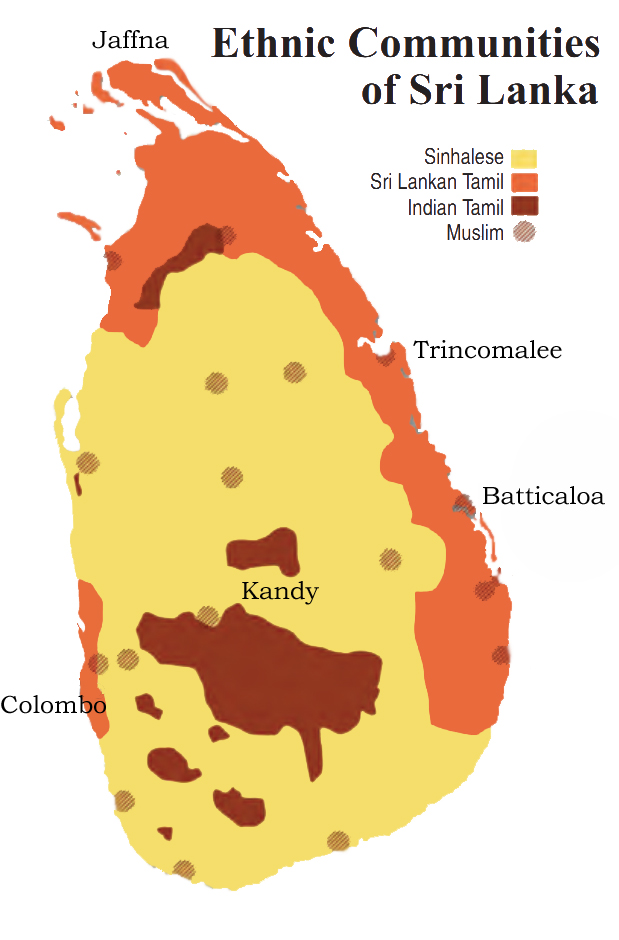 Jaffna
Ethnic Communities
of Sri Lanka
Sinhalese
Sri Lankan Tamil
Indian Tamil
Muslim
Trincomalee
Batticaloa
Kandy
Colombo